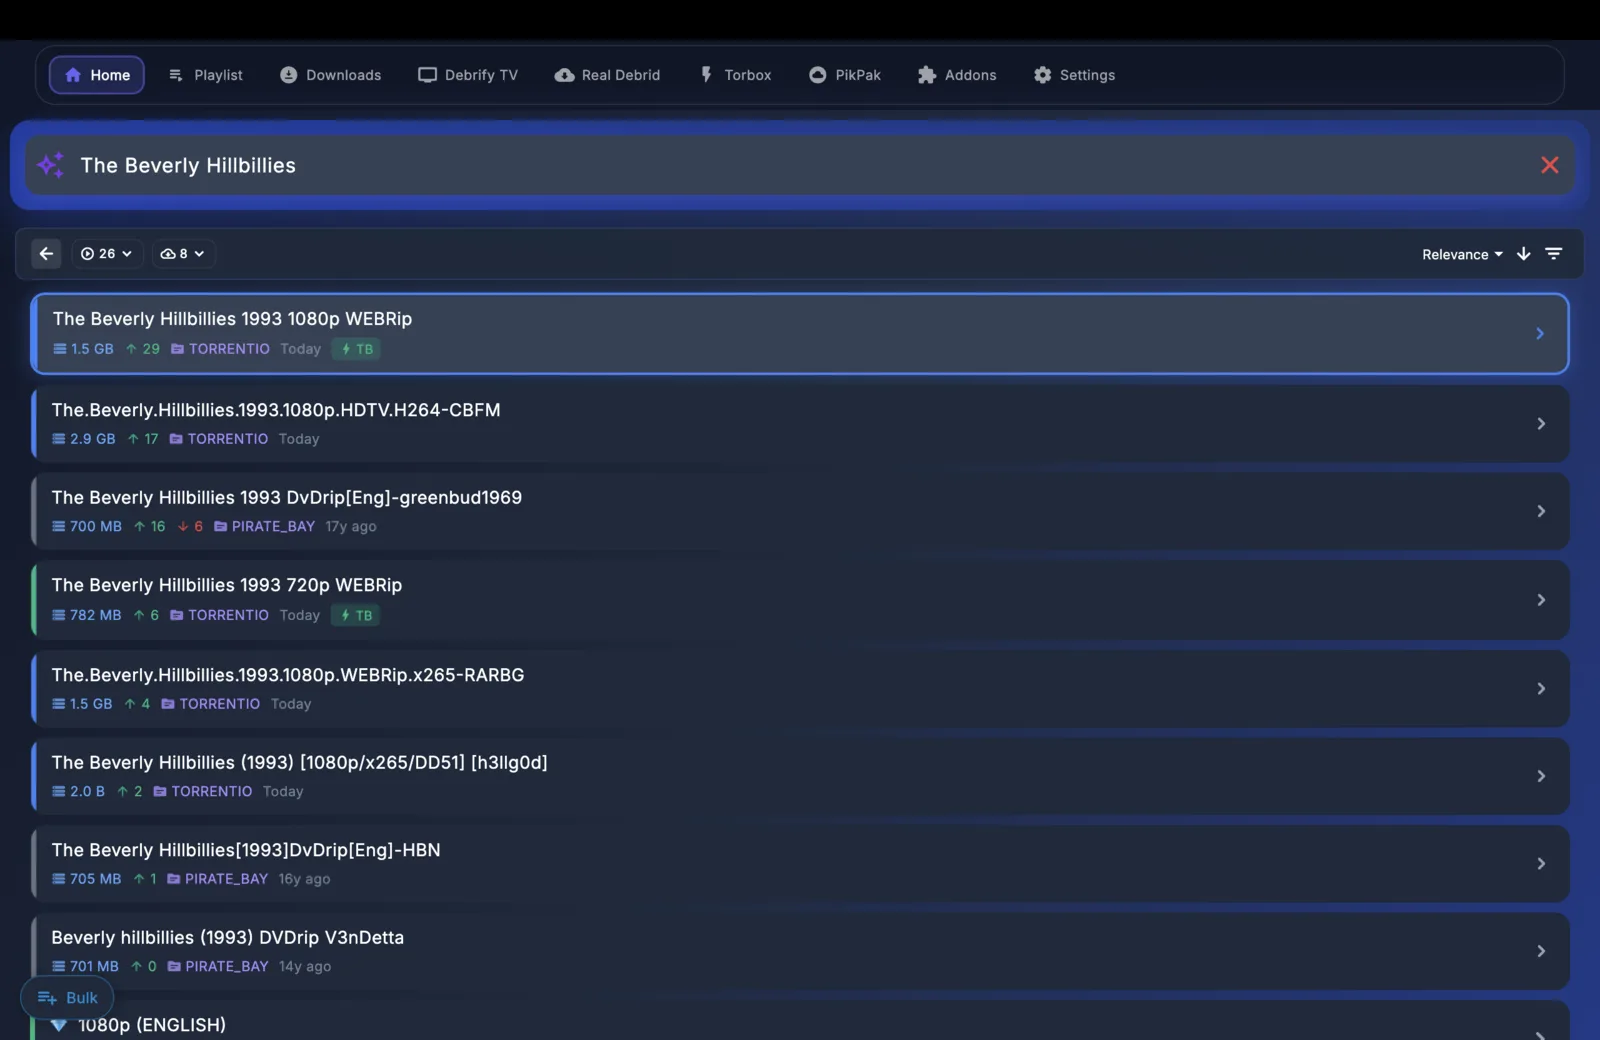 Home Playlist Downloads Debrify TV Real Debrid Torbox PikPak Addons Settings
The Beverly Hillbillies
26 8 Relevance
The Beverly Hillbillies 1993 1080p WEBRip
1.5 GB 29 TORRENTIO Today TB
The.Beverly.Hillbillies.1993.1080p.HDTV.H264-CBFM
2.9 GB 17 TORRENTIO Today
The Beverly Hillbillies 1993 DvDrip[Eng]-greenbud1969
700 MB 16 6 PIRATE_BAY 17y ago
The Beverly Hillbillies 1993 720p WEBRip
782 MB 6 TORRENTIO Today TB
The.Beverly.Hillbillies.1993.1080p.WEBRip.x265-RARBG
1.5 GB 4 TORRENTIO Today
The Beverly Hillbillies (1993) [1080p/x265/DD51] [h3llg0d]
2.0 B 2 TORRENTIO Today
The Beverly Hillbillies[1993]DvDrip[Eng]-HBN
705 MB 1 PIRATE_BAY 16y ago
Beverly hillbillies (1993) DVDrip V3nDetta
701 MB 0 PIRATE_BAY 14y ago
Bulk
1080p (ENGLISH)